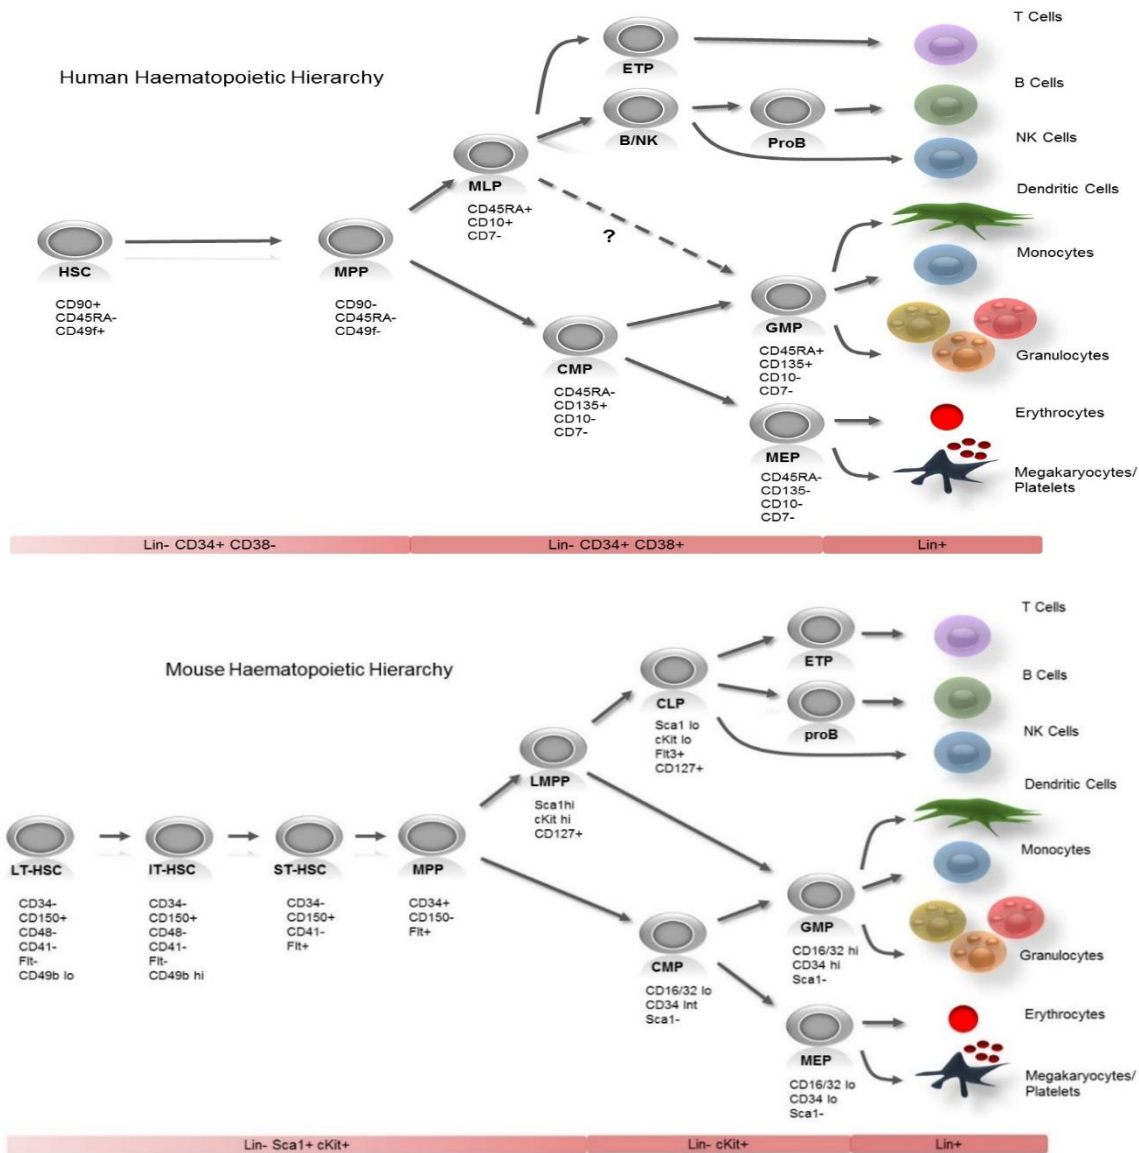 Human Haematopoietic Hierarchy
T Cells
ETP
B Cells
B/NK
ProB
NK Cells
MLP
CD45RA+
CD10+
CD7-
Dendritic Cells
?
HSC
CD90+
CD45RA-
CD49f+
MPP
CD90-
CD45RA-
CD49f-
Monocytes
GMP
CD45RA+
CD135+
CD10-
CD7-
Granulocytes
CMP
CD45RA-
CD135+
CD10-
CD7-
Erythrocytes
MEP
CD45RA-
CD135-
CD10-
CD7-
Megakaryocytes/
Platelets
Lin- CD34+ CD38-
Lin- CD34+ CD38+
Lin+
Mouse Haematopoietic Hierarchy
T Cells
ETP
B Cells
CLP
Sca1 lo
cKit lo
Flt3+
CD127+
proB
NK Cells
LMPP
Sca1hi
cKit hi
CD127+
Dendritic Cells
LT-HSC
CD34-
CD150+
CD48-
CD41-
Flt-
CD49b lo
IT-HSC
CD34-
CD150+
CD48-
CD41-
Flt-
CD49b hi
ST-HSC
CD34-
CD150+
CD41-
Flt+
MPP
CD34+
CD150-
Flt+
Monocytes
GMP
CD16/32 hi
CD34 hi
Sca1-
Granulocytes
CMP
CD16/32 lo
CD34 Int
Sca1-
Erythrocytes
MEP
CD16/32 lo
CD34 lo
Sca1-
Megakaryocytes/
Platelets
Lin- Sca1+ cKit+
Lin- cKit+
Lin+